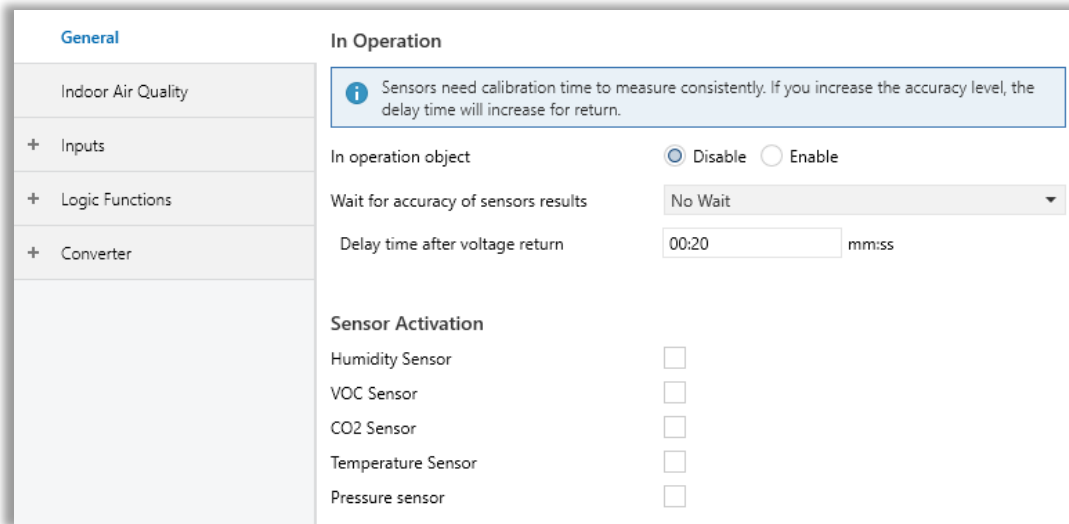 General
Indoor Air Quality
+ Inputs
+ Logic Functions
+ Converter
In Operation
Sensors need calibration time to measure consistently. If you increase the accuracy level, the
delay time will increase for return.
In operation object Disable Enable
Wait for accuracy of sensors results No Wait
Delay time after voltage return 00:20 mm:ss
Sensor Activation
Humidity Sensor
VOC Sensor
CO2 Sensor
Temperature Sensor
Pressure sensor